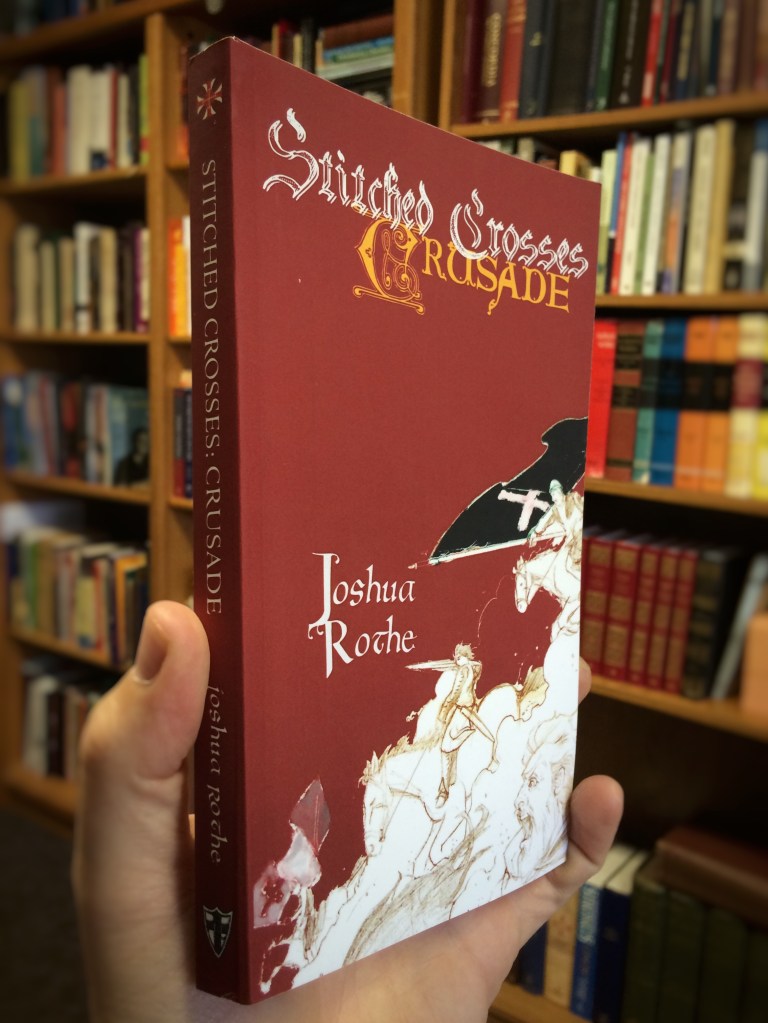 Stitched Crosses
CRUSADE
Joshua
Rothe
STITCHED CROSSES: CRUSADE
Joshua Rothe